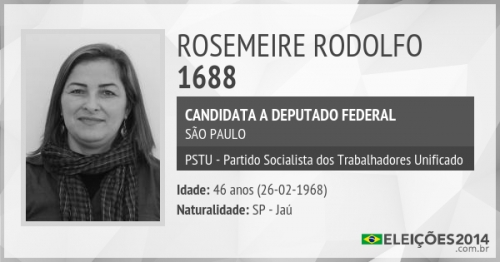 ROSEMEIRE RODOLFO
1688
CANDIDATA A DEPUTADO FEDERAL
SÃO PAULO
PSTU - Partido Socialista dos Trabalhadores Unificado
Idade: 46 anos (26-02-1968)
Naturalidade: SP - Jaú
ELEIÇÕES2014
.com.br